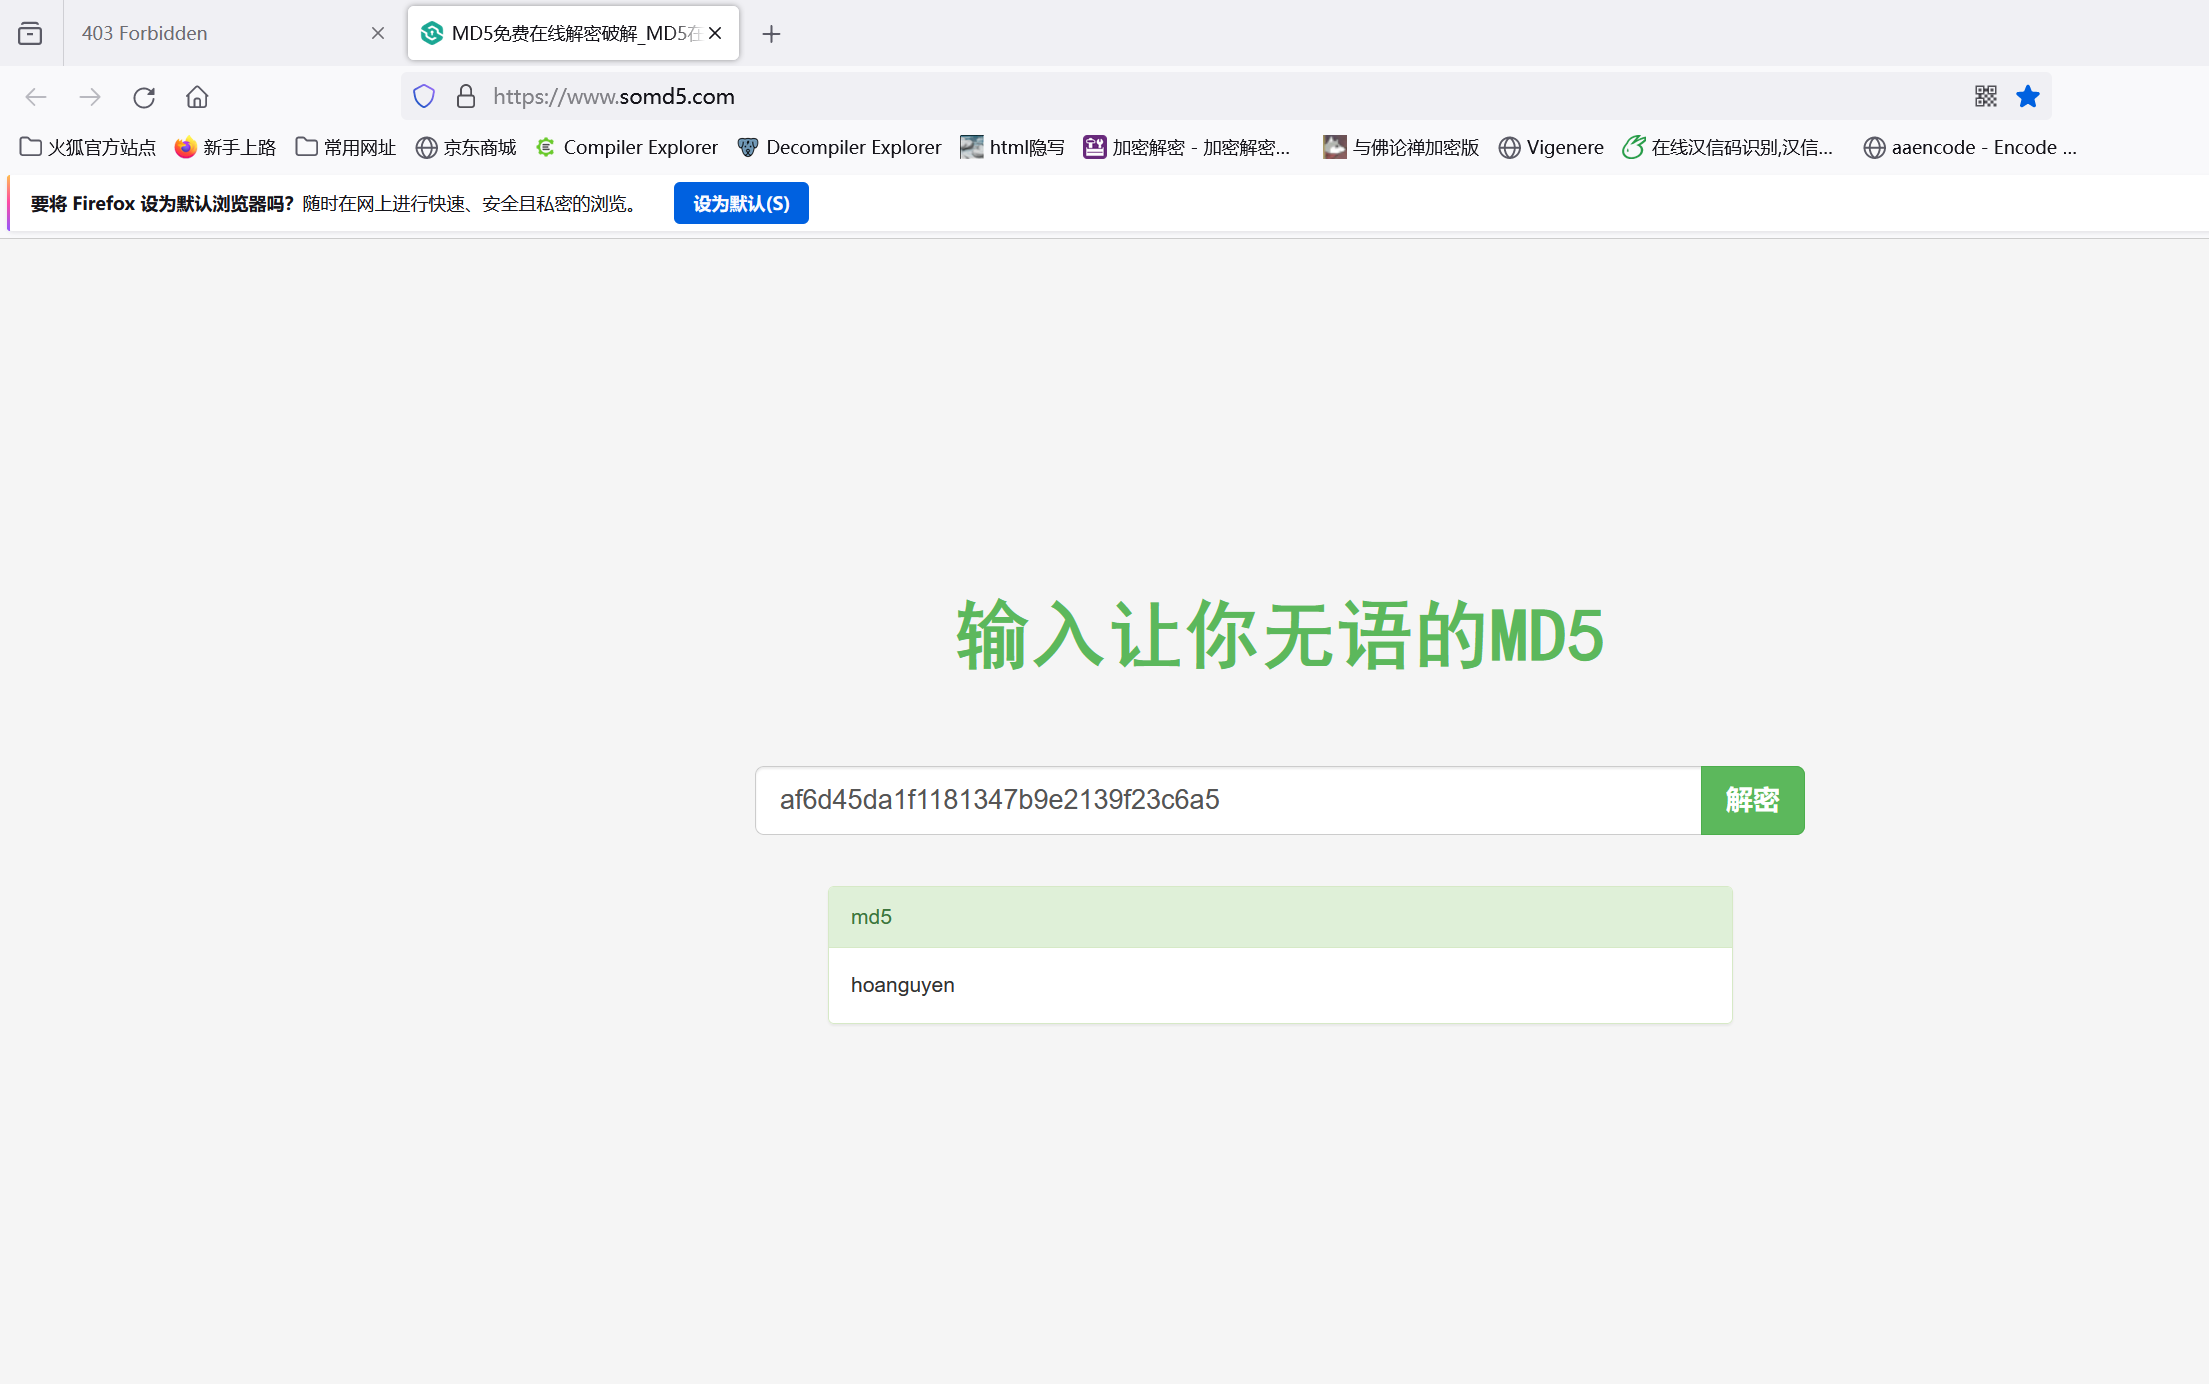 403 Forbidden
MD5免费在线解密破解_MD5在
https://www.somd5.com
火狐官方站点 新手上路 常用网址 京东商城 Compiler Explorer Decompiler Explorer html隐写 加密解密 - 加密解密... 与佛论禅加密版 Vigenere 在线汉信码识别,汉信... aaencode - Encode ...
要将 Firefox 设为默认浏览器吗? 随时在网上进行快速、安全且私密的浏览。 设为默认(S)
输入让你无语的MD5
af6d45da1f1181347b9e2139f23c6a5 解密
md5
hoanguyen